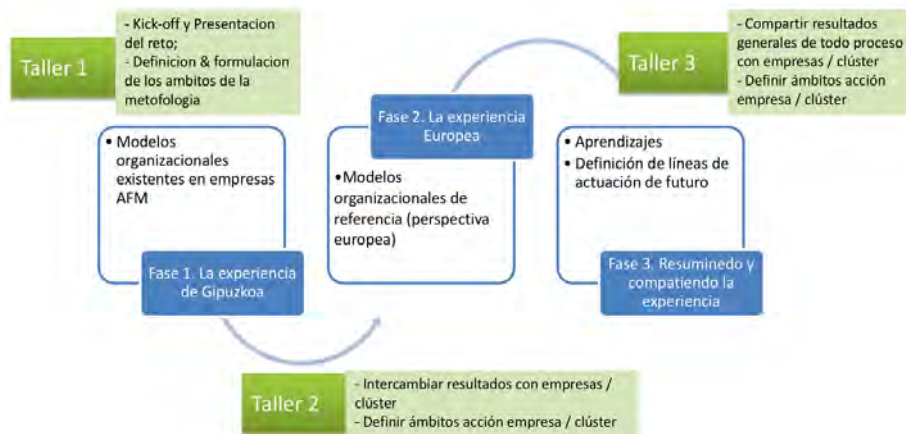 Taller 1
- Kick-off y Presentacion
del reto;
- Definicion & formulacion
de los ambitos de la
metofologia
Taller 3
- Compartir resultados
generales de todo proceso
con empresas / clúster
- Definir ámbitos acción
empresa / clúster
• Modelos
organizacionales
existentes en empresas
AFM
Fase 1. La experiencia
de Gipuzkoa
Fase 2. La experiencia
Europea
•Modelos
organizacionales de
referencia (perspectiva
europea)
• Aprendizajes
• Definición de líneas de
actuación de futuro
Fase 3. Resuminedo y
compatiendo la
experiencia
Taller 2
- Intercambiar resultados con empresas /
clúster
- Definir ámbitos acción empresa / clúster